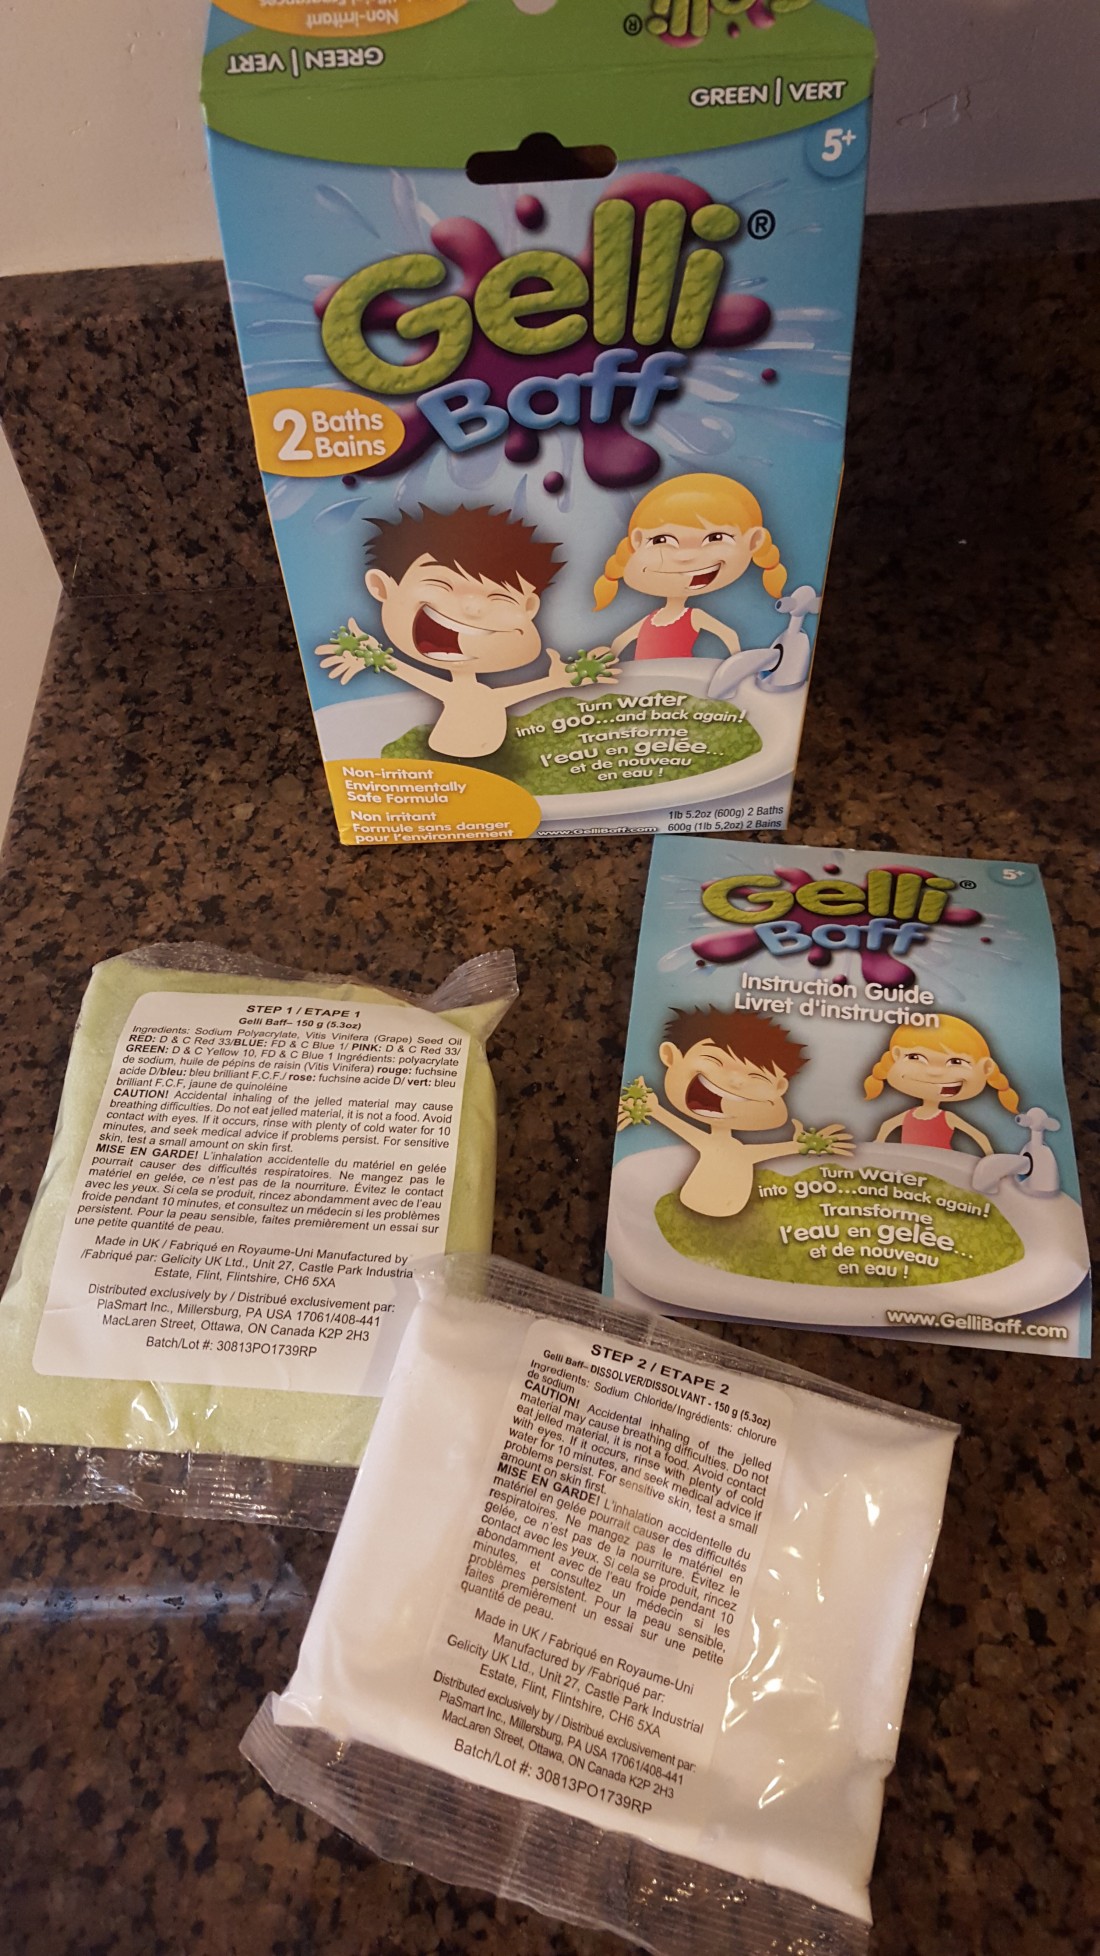 Non-irritant
GREEN | VERT
Gelli®
GREEN | VERT
5+
Gelli®
Baff
2 Baths
Bains
Turn water
into goo...and back again!
Transforme
l'eau en gelée...
et de nouveau
en eau !
Non-irritant
Environmentally
Safe Formula
Non irritant
Formule sans danger
pour l'environnement
www.GelliBaff.com
1lb 5.2oz (600g) 2 Baths
600g (1lb 5,2oz) 2 Bains
5+
Gelli®
Baff
Instruction Guide
Livret d'instruction
Turn water
into goo...and back again!
Transforme
l'eau en gelée...
et de nouveau
en eau !
www.GelliBaff.com
STEP 1 / ETAPE 1
Gelli Baff– 150 g (5.3oz)
Ingredients: Sodium Polyacrylate, Vitis Vinifera (Grape) Seed Oil
RED: D & C Red 33/BLUE: FD & C Blue 1/ PINK: D & C Red 33/
GREEN: D & C Yellow 10, FD & C Blue 1 Ingrédients: polyacrylate
de sodium, huile de pépins de raisin (Vitis Vinifera) rouge: fuchsine
acide D/bleu: bleu brilliant F.C.F./ rose: fuchsine acide D/ vert: bleu
brilliant F.C.F, jaune de quinoléine
CAUTION! Accidental inhaling of the jelled material may cause
breathing difficulties. Do not eat jelled material, it is not a food. Avoid
contact with eyes. If it occurs, rinse with plenty of cold water for 10
minutes, and seek medical advice if problems persist. For sensitive
skin, test a small amount on skin first.
MISE EN GARDE! L'inhalation accidentelle du matériel en gelée
pourrait causer des difficultés respiratoires. Ne mangez pas le
matériel en gelée, ce n'est pas de la nourriture. Évitez le contact
avec les yeux. Si cela se produit, rincez abondamment avec de l'eau
froide pendant 10 minutes, et consultez un médecin si les problèmes
persistent. Pour la peau sensible, faites premièrement un essai sur
une petite quantité de peau.
Made in UK / Fabriqué en Royaume-Uni Manufactured by
/Fabriqué par: Gelicity UK Ltd., Unit 27, Castle Park Industria
Estate, Flint, Flintshire, CH6 5XA
Distributed exclusively by / Distribué exclusivement par:
PlaSmart Inc., Millersburg, PA USA 17061/408-441
MacLaren Street, Ottawa, ON Canada K2P 2H3
Batch/Lot #: 30813PO1739RP
STEP 2 / ETAPE 2
Gelli Baff– DISSOLVER/DISSOLVANT - 150 g (5.3oz)
Ingredients: Sodium Chloride/ Ingrédients: chlorure
de sodium
CAUTION! Accidental inhaling of the jelled
material may cause breathing difficulties. Do not
eat jelled material, it is not a food. Avoid contact
with eyes. If it occurs, rinse with plenty of cold
water for 10 minutes, and seek medical advice if
problems persist. For sensitive skin, test a small
amount on skin first.
MISE EN GARDE! L'inhalation accidentelle du
matériel en gelée pourrait causer des difficultés
respiratoires. Ne mangez pas le matériel en
gelée, ce n'est pas de la nourriture. Évitez le
contact avec les yeux. Si cela se produit, rincez
abondamment avec de l'eau froide pendant 10
minutes, et consultez un médecin si les
problèmes persistent. Pour la peau sensible,
faites premièrement un essai sur une petite
quantité de peau.
Made in UK / Fabriqué en Royaume-Uni
Manufactured by /Fabriqué par:
Gelicity UK Ltd., Unit 27, Castle Park Industrial
Estate, Flint, Flintshire, CH6 5XA
Distributed exclusively by / Distribué exclusivement par:
PlaSmart Inc., Millersburg, PA USA 17061/408-441
MacLaren Street, Ottawa, ON Canada K2P 2H3
Batch/Lot #: 30813PO1739RP